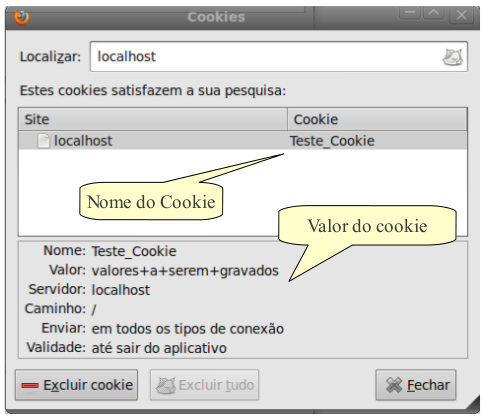 Cookies
Localizar: localhost
Estes cookies satisfazem a sua pesquisa:
Site Cookie
localhost Teste_Cookie
Nome do Cookie
Valor do cookie
Nome: Teste_Cookie
Valor: valores+a+serem+gravados
Servidor: localhost
Caminho: /
Enviar: em todos os tipos de conexão
Validade: até sair do aplicativo
Excluir cookie Excluir tudo Fechar